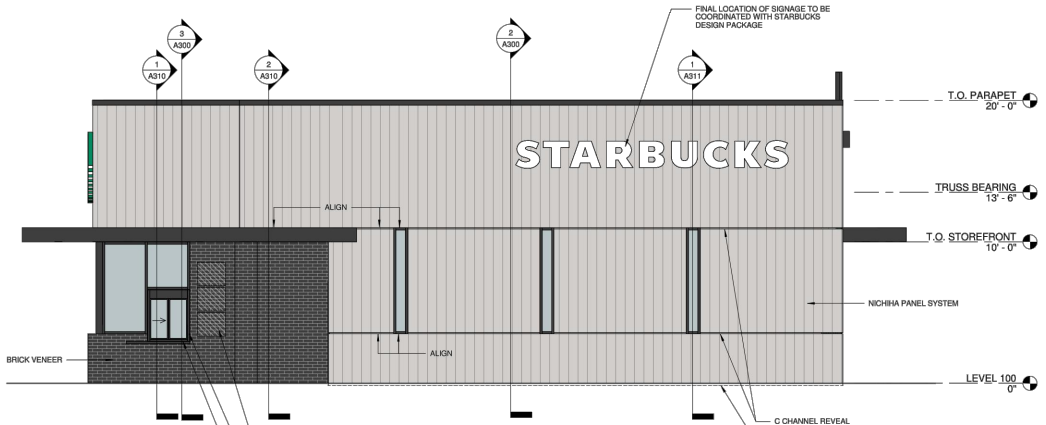 FINAL LOCATION OF SIGNAGE TO BE
COORDINATED WITH STARBUCKS
DESIGN PACKAGE
3
A300
2
A300
1
A310
2
A310
1
A311
T.O. PARAPET
20' - 0"
STARBUCKS
TRUSS BEARING
13' - 6"
ALIGN
T.O. STOREFRONT
10' - 0"
NICHIHA PANEL SYSTEM
ALIGN
BRICK VENEER
LEVEL 100
0"
C CHANNEL REVEAL